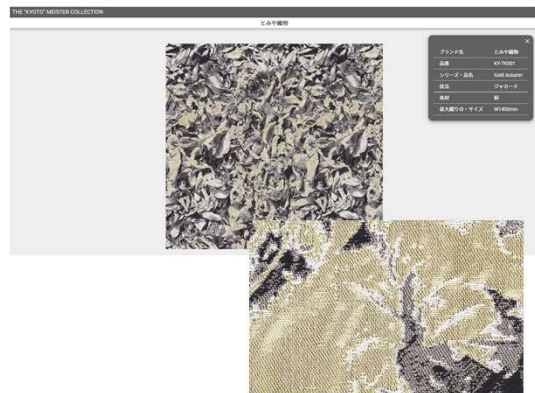 THE "KYOTO" MEISTER COLLECTION
とみや織物
×
ブランド名 とみや織物
品番 KY-TK001
シリーズ・品名 Gold Autumn
技法 ジャカード
素材 絹
最大織り巾・サイズ W1400mm